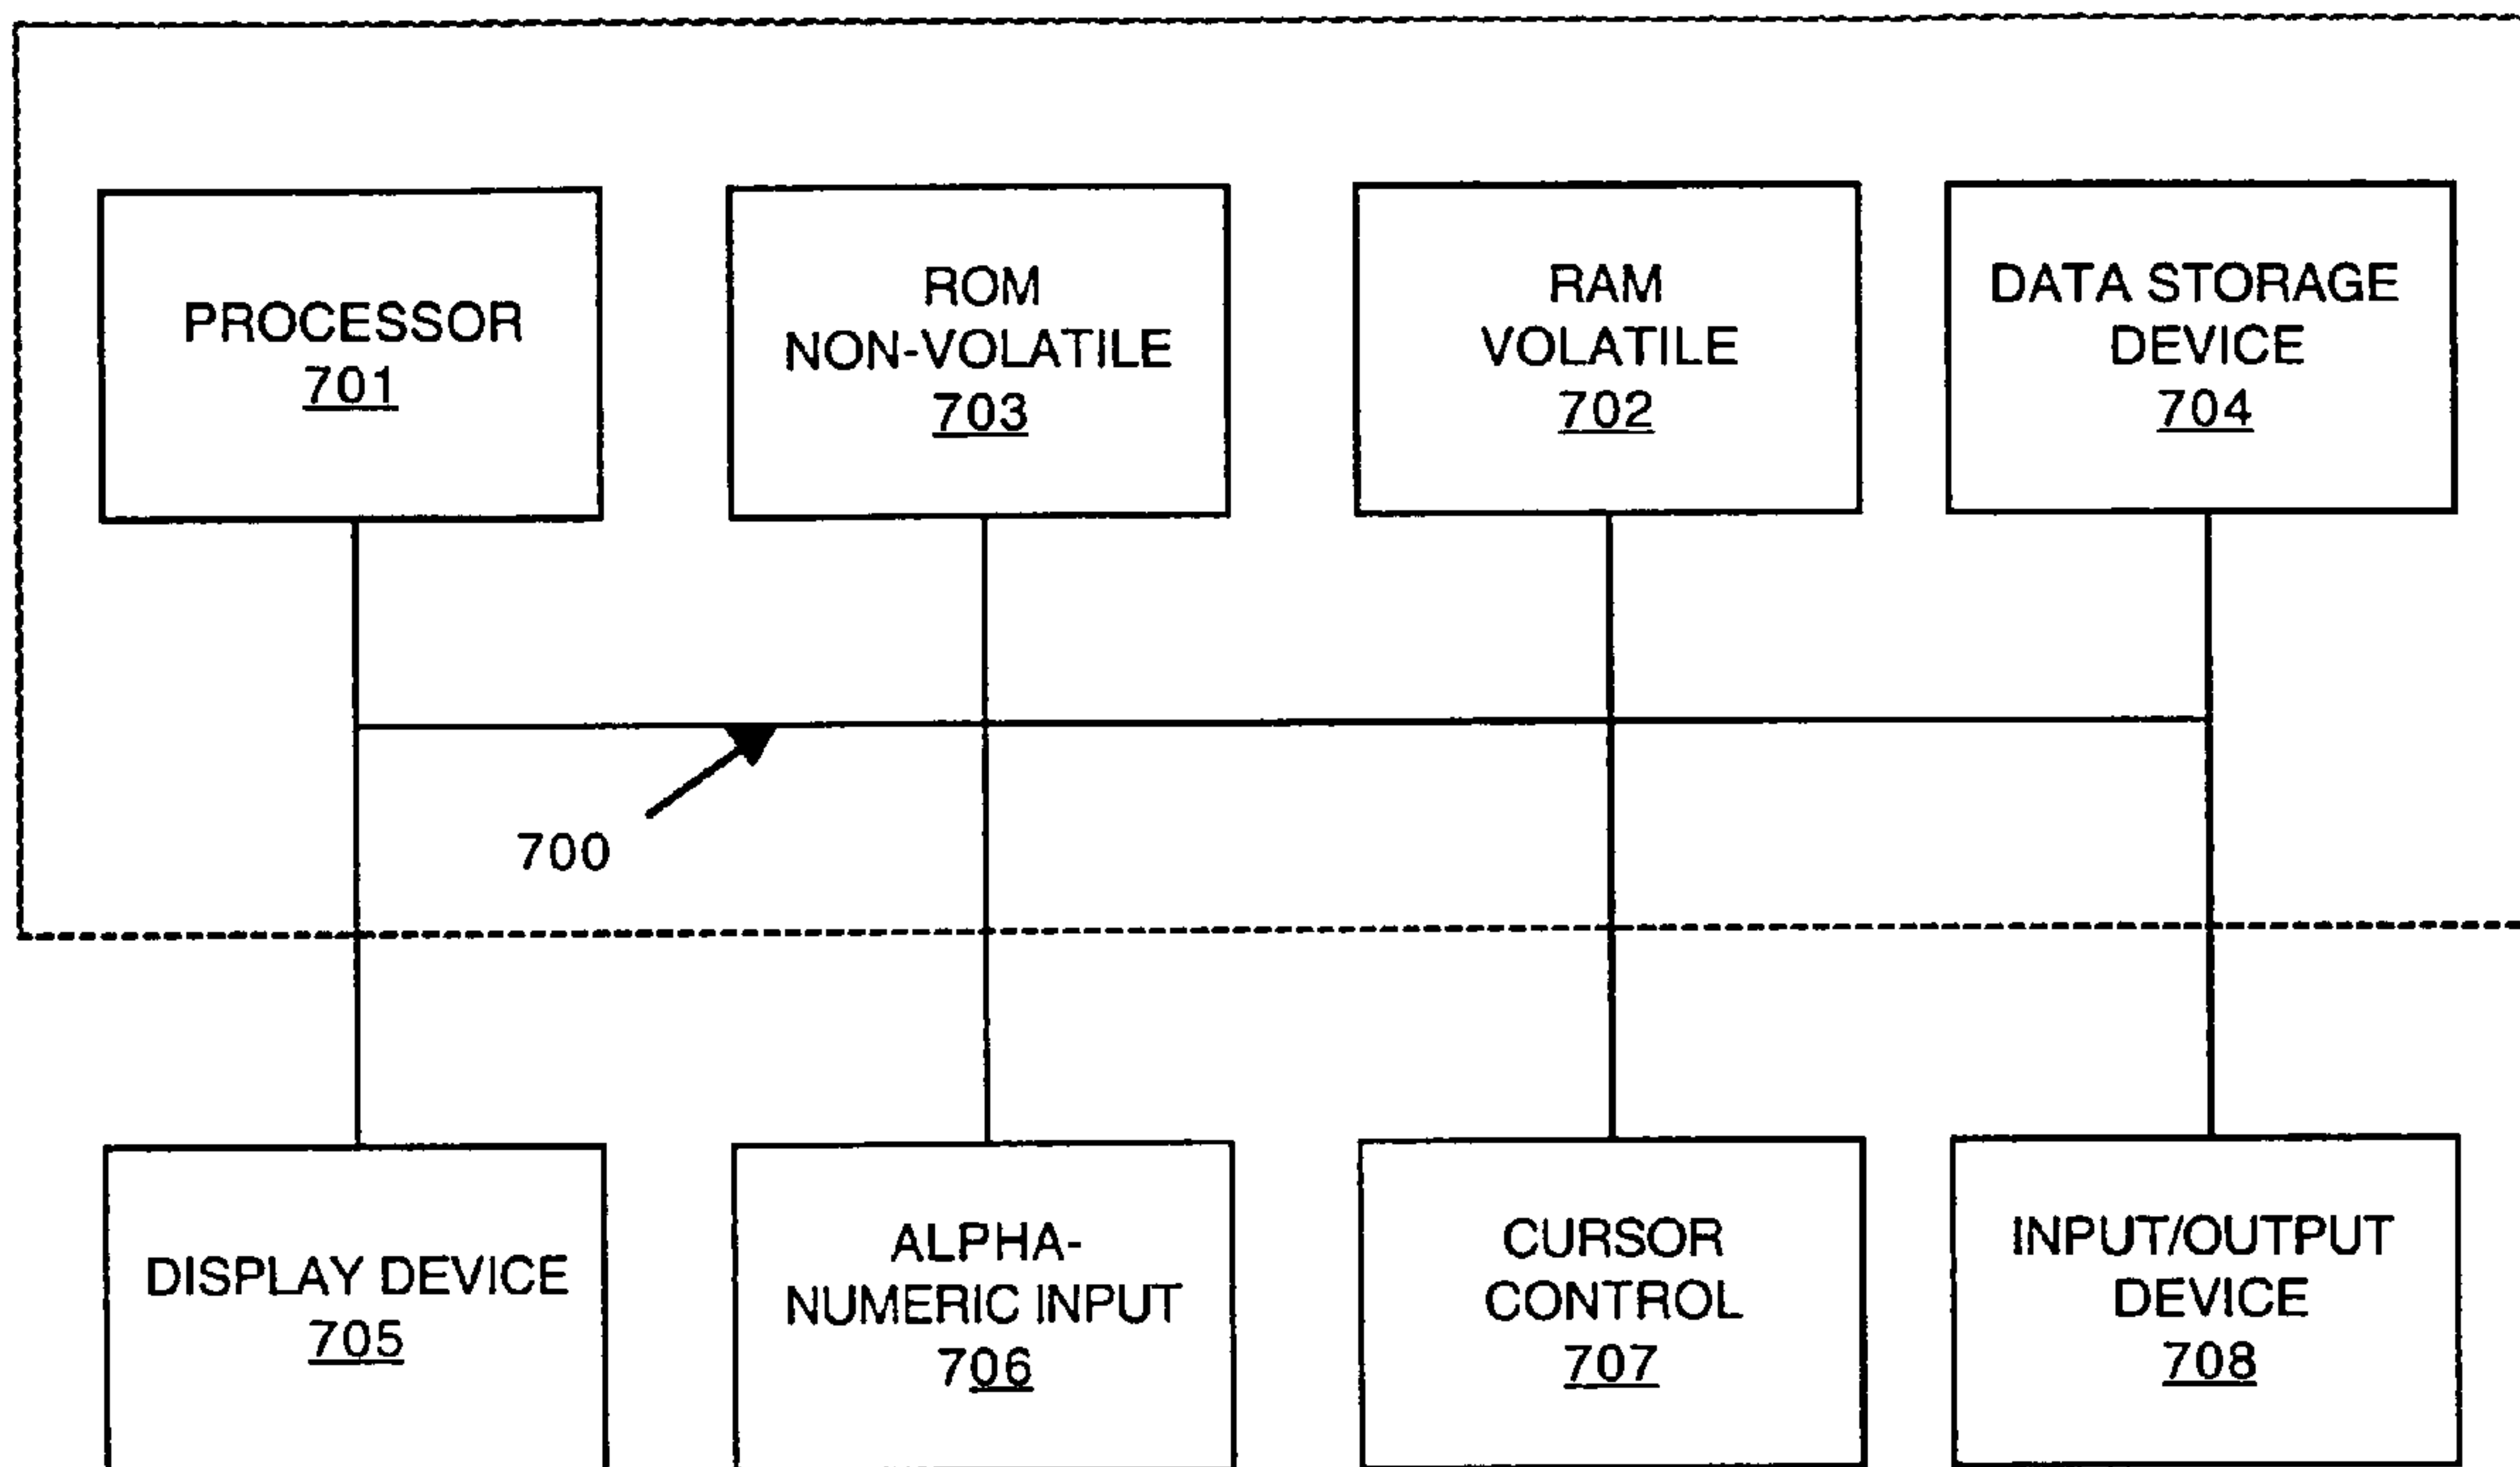 PROCESSOR
701
ROM
NON-VOLATILE
703
RAM
VOLATILE
702
DATA STORAGE
DEVICE
704
700
DISPLAY DEVICE
705
ALPHA-
NUMERIC INPUT
706
CURSOR
CONTROL
707
INPUT/OUTPUT
DEVICE
708